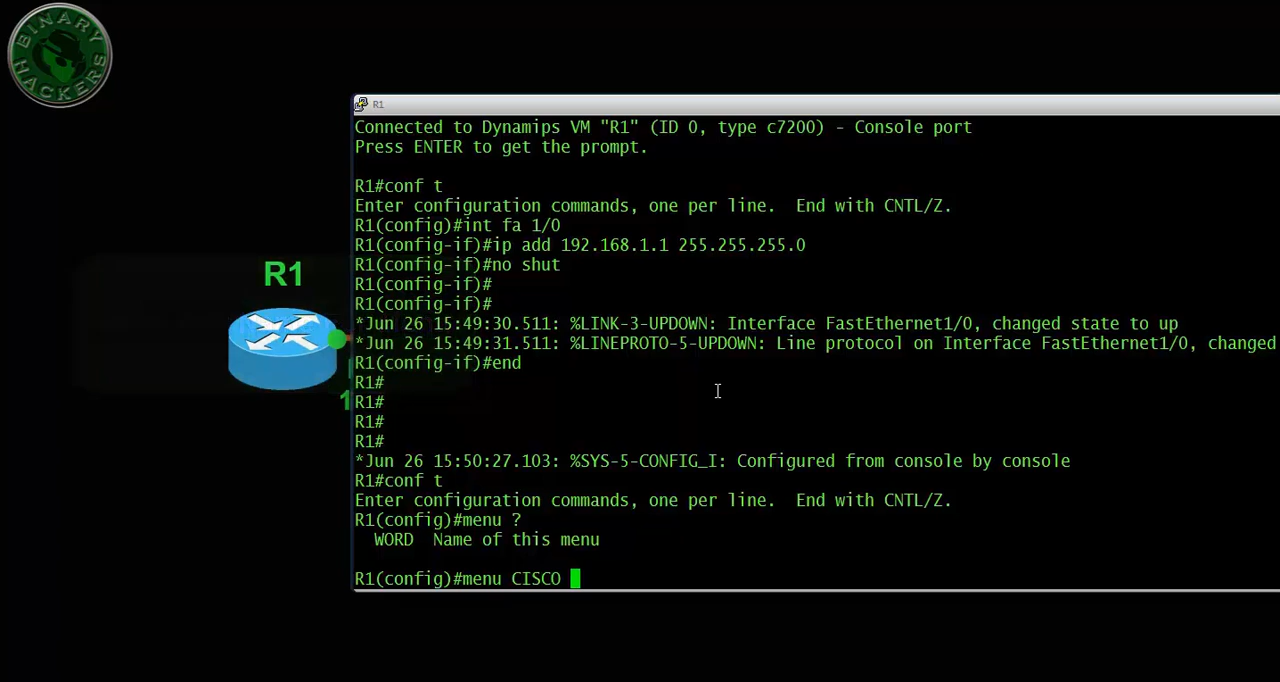 BINARY
HACKERS
R1
Connected to Dynamips VM "R1" (ID 0, type c7200) - Console port
Press ENTER to get the prompt.
R1#conf t
Enter configuration commands, one per line.  End with CNTL/Z.
R1(config)#int fa 1/0
R1(config-if)#ip add 192.168.1.1 255.255.255.0
R1(config-if)#no shut
R1(config-if)#
R1(config-if)#
*Jun 26 15:49:30.511: %LINK-3-UPDOWN: Interface FastEthernet1/0, changed state to up
*Jun 26 15:49:31.511: %LINEPROTO-5-UPDOWN: Line protocol on Interface FastEthernet1/0, changed
R1(config-if)#end
R1#
R1#
R1#
R1#
*Jun 26 15:50:27.103: %SYS-5-CONFIG_I: Configured from console by console
R1#conf t
Enter configuration commands, one per line.  End with CNTL/Z.
R1(config)#menu ?
  WORD  Name of this menu
R1(config)#menu CISCO
R1
1